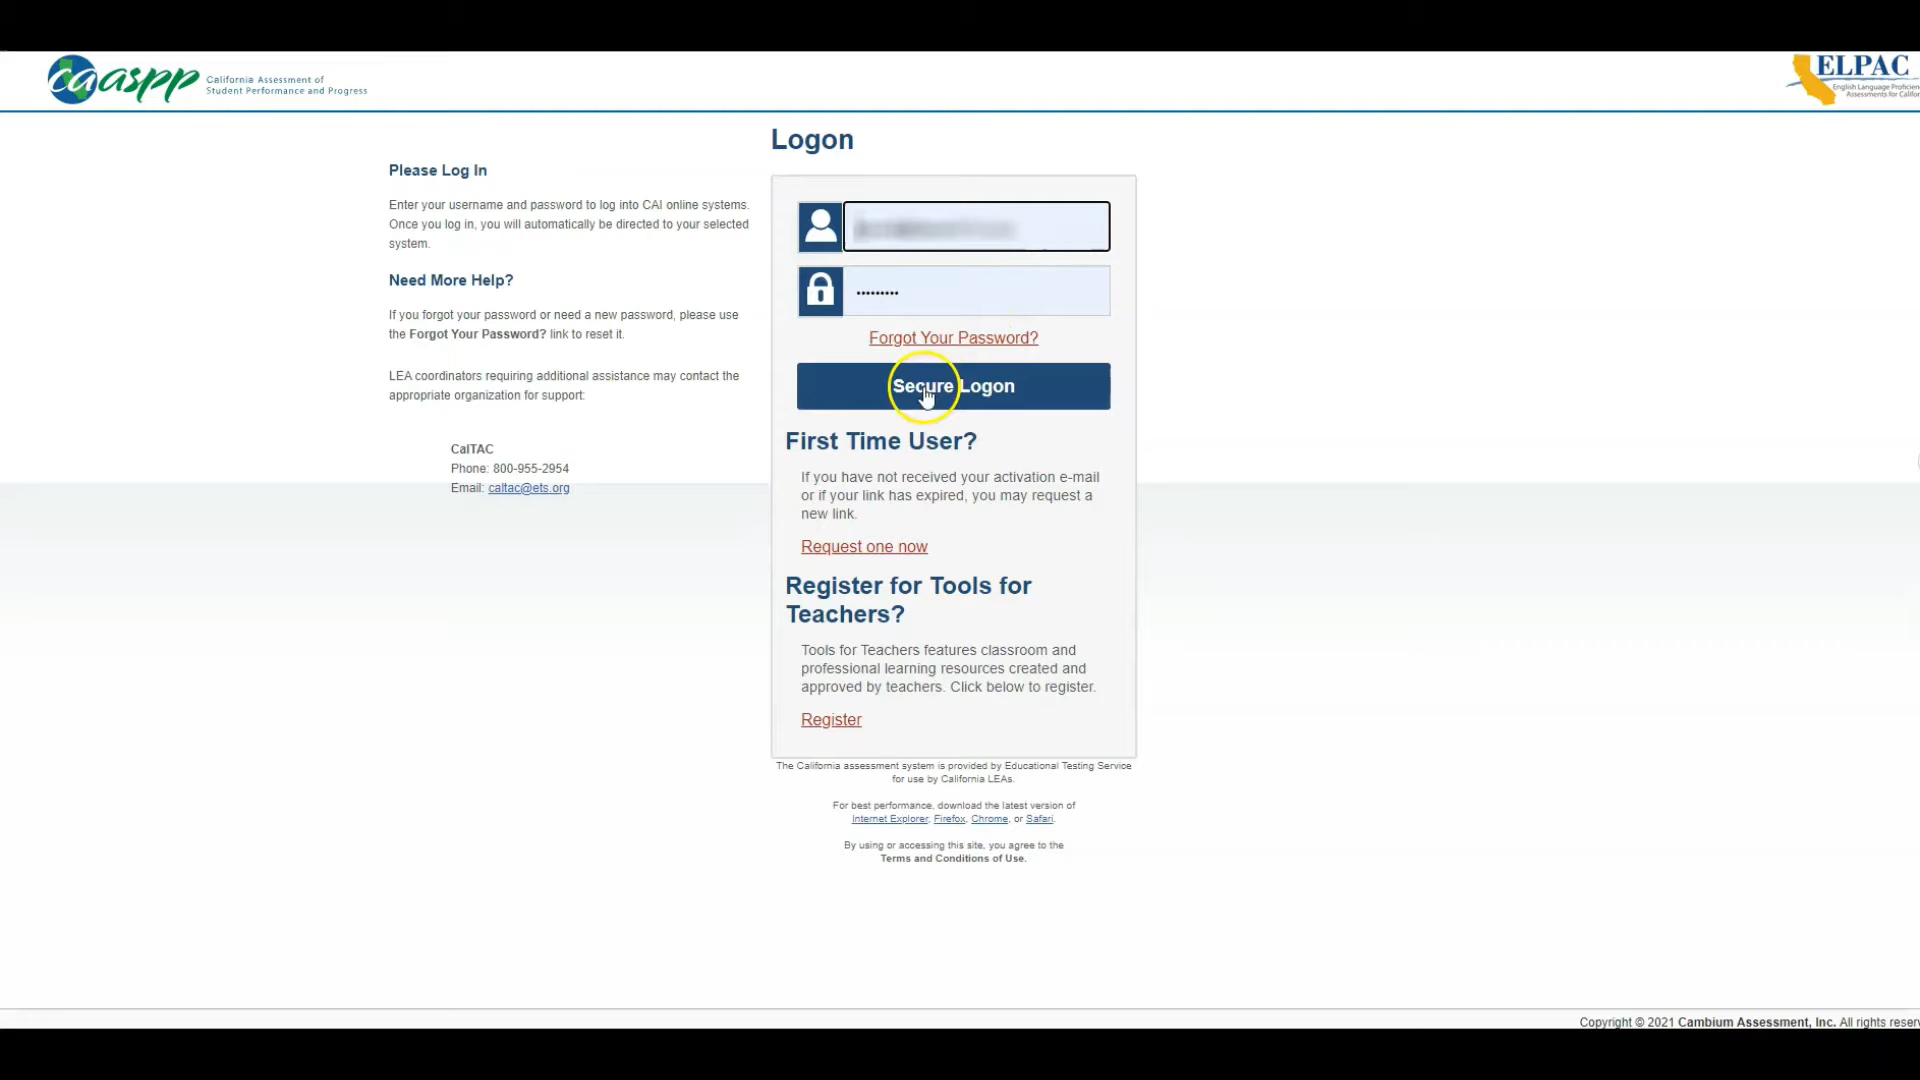 caaspp
California Assessment of
Student Performance and Progress
ELPAC
English Language Proficien
Assessments for Califor
Logon
Please Log In
Enter your username and password to log into CAI online systems.
Once you log in, you will automatically be directed to your selected
system.
Need More Help?
If you forgot your password or need a new password, please use
the Forgot Your Password? link to reset it.
LEA coordinators requiring additional assistance may contact the
appropriate organization for support:
CalTAC
Phone: 800-955-2954
Email: caltac@ets.org
•••••••••
Forgot Your Password?
Secure Logon
First Time User?
If you have not received your activation e-mail
or if your link has expired, you may request a
new link.
Request one now
Register for Tools for
Teachers?
Tools for Teachers features classroom and
professional learning resources created and
approved by teachers. Click below to register.
Register
The California assessment system is provided by Educational Testing Service
for use by California LEAs.
For best performance, download the latest version of
Internet Explorer, Firefox, Chrome, or Safari.
By using or accessing this site, you agree to the
Terms and Conditions of Use.
Copyright © 2021 Cambium Assessment, Inc. All rights reserv